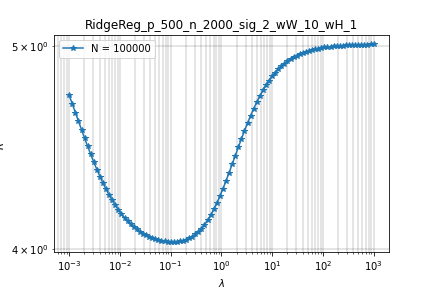 RidgeReg_p_500_n_2000_sig_2_wW_10_wH_1
N = 100000
5 × 10⁰
4 × 10⁰
10⁻³ 10⁻² 10⁻¹ 10⁰ 10¹ 10² 10³
λ